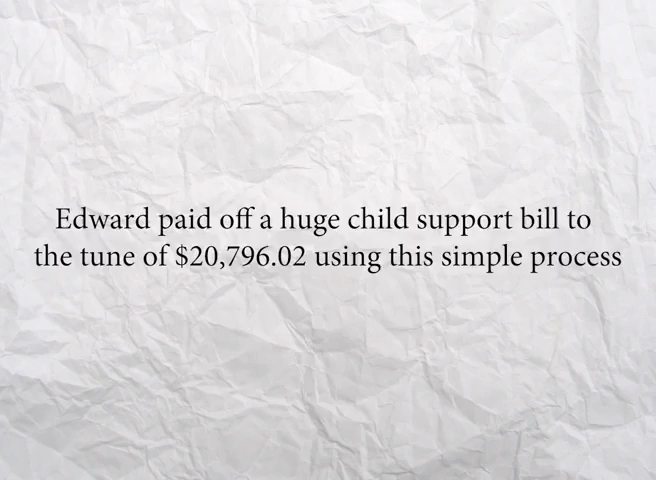 Edward paid off a huge child support bill to
the tune of $20,796.02 using this simple process